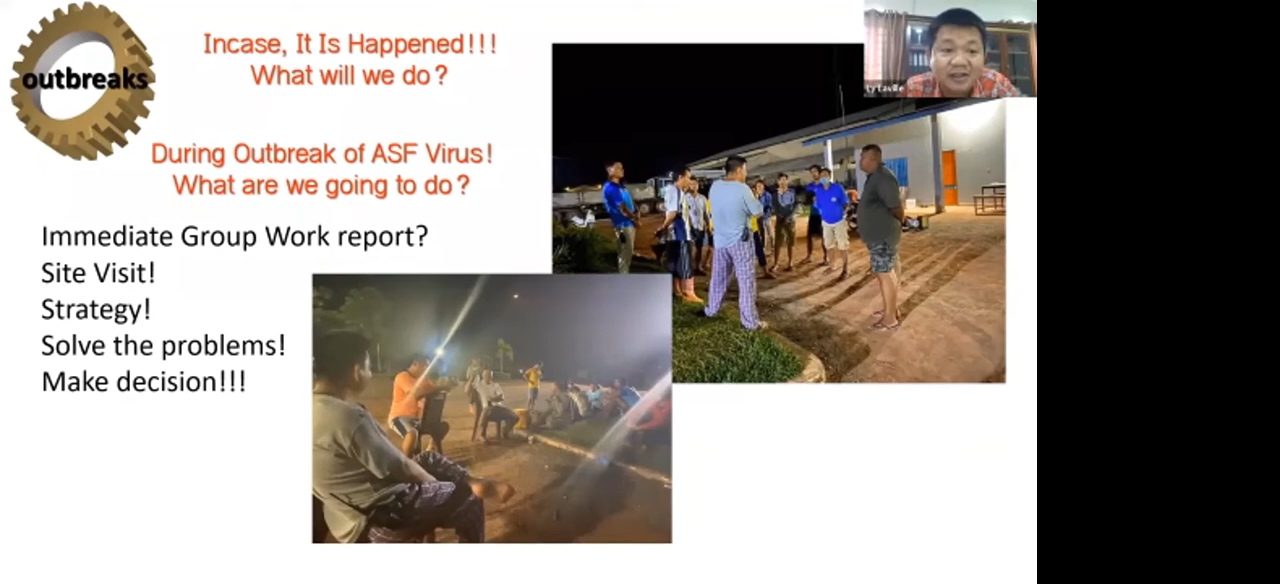 outbreaks
Incase, It Is Happened!!!
What will we do?
During Outbreak of ASF Virus!
What are we going to do?
Immediate Group Work report?
Site Visit!
Strategy!
Solve the problems!
Make decision!!!